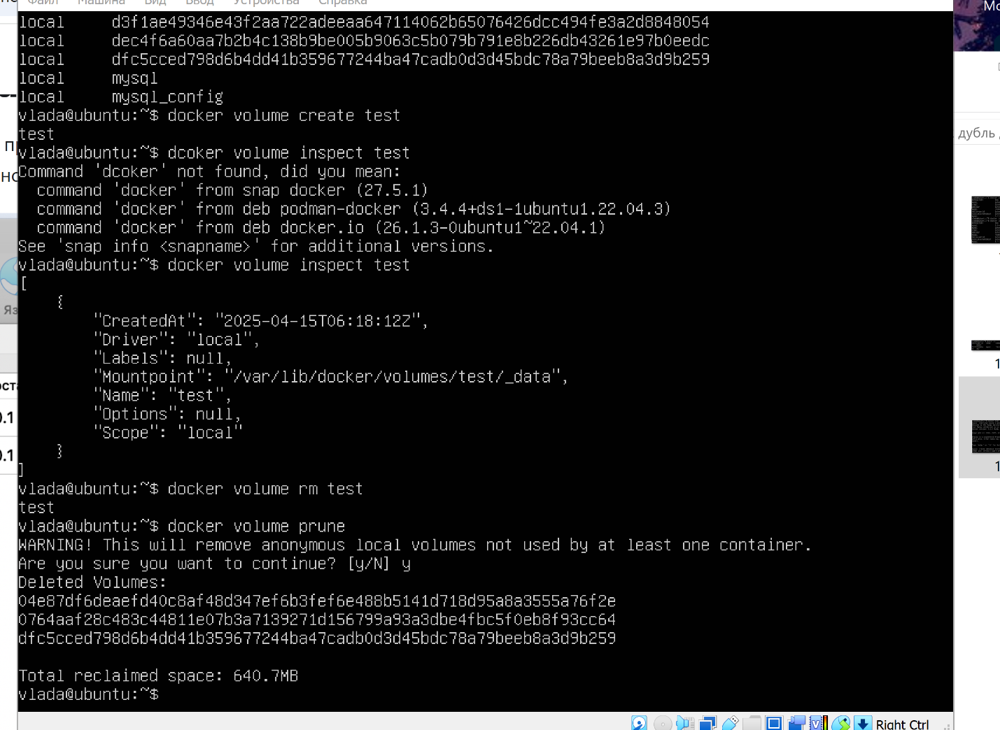 Файл Машина Вид Ввод Устройства Справка
local d3f1ae49346e43f2aa722adeeaa647114062b65076426dcc494fe3a2d8848054
local dec4f6a60aa7b2b4c138b9be005b9063c5b079b791e8b226db43261e97b0eedc
local dfc5cced798d6b4dd41b359677244ba47cadb0d3d45bdc78a79beeb8a3d9b259
local mysql
local mysql_config
vlada@ubuntu:~$ docker volume create test
test
vlada@ubuntu:~$ dcoker volume inspect test
Command 'dcoker' not found, did you mean:
command 'docker' from snap docker (27.5.1)
command 'docker' from deb podman-docker (3.4.4+ds1-1ubuntu1.22.04.3)
command 'docker' from deb docker.io (26.1.3-0ubuntu1~22.04.1)
See 'snap info <snapname>' for additional versions.
vlada@ubuntu:~$ docker volume inspect test
[
{
"CreatedAt": "2025-04-15T06:18:12Z",
"Driver": "local",
"Labels": null,
"Mountpoint": "/var/lib/docker/volumes/test/_data",
"Name": "test",
"Options": null,
"Scope": "local"
}
]
vlada@ubuntu:~$ docker volume rm test
test
vlada@ubuntu:~$ docker volume prune
WARNING! This will remove anonymous local volumes not used by at least one container.
Are you sure you want to continue? [y/N] y
Deleted Volumes:
04e87df6deaefd40c8af48d347ef6b3fef6e488b5141d718d95a8a3555a76f2e
0764aaf28c483c44811e07b3a7139271d156799a93a3dbe4fbc5f0eb8f93cc64
dfc5cced798d6b4dd41b359677244ba47cadb0d3d45bdc78a79beeb8a3d9b259
Total reclaimed space: 640.7MB
vlada@ubuntu:~$
Right Ctrl
дубль